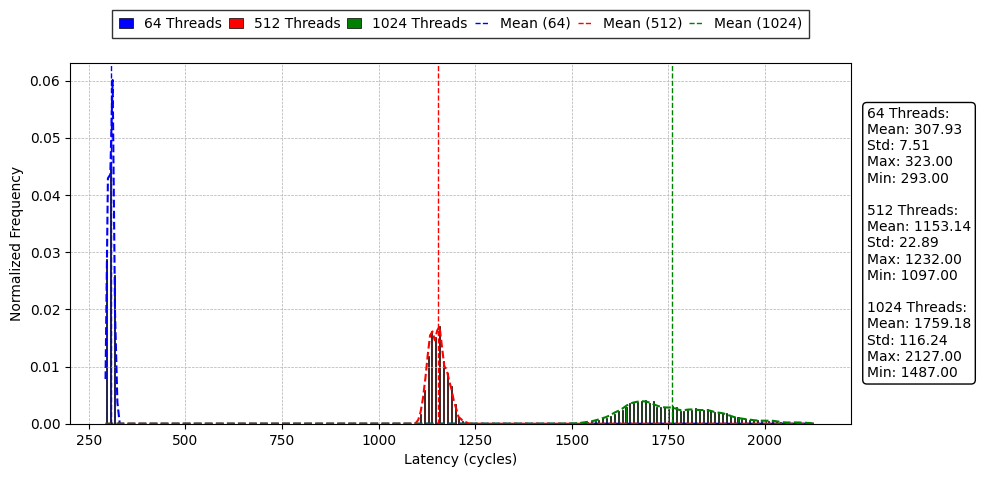 64 Threads 512 Threads 1024 Threads Mean (64) Mean (512) Mean (1024)
0.06
0.05
0.04
0.03
0.02
0.01
0.00
Normalized Frequency
250 500 750 1000 1250 1500 1750 2000
Latency (cycles)
64 Threads:
Mean: 307.93
Std: 7.51
Max: 323.00
Min: 293.00
512 Threads:
Mean: 1153.14
Std: 22.89
Max: 1232.00
Min: 1097.00
1024 Threads:
Mean: 1759.18
Std: 116.24
Max: 2127.00
Min: 1487.00